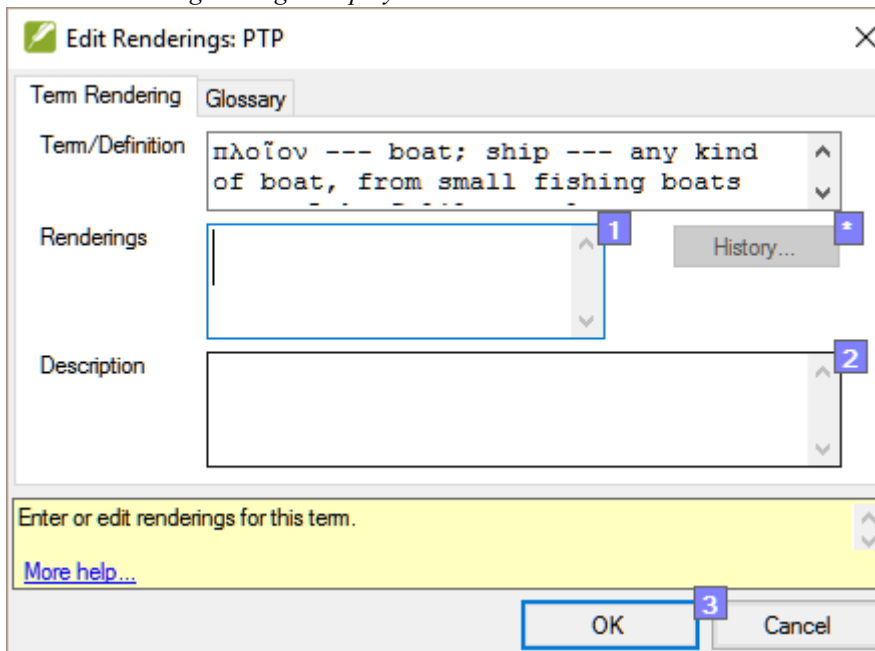 Edit Renderings: PTP
Term Rendering Glossary
Term/Definition
πλοῖον --- boat; ship --- any kind
of boat, from small fishing boats
Renderings
1
History...
*
Description
2
Enter or edit renderings for this term.
More help...
OK
3
Cancel